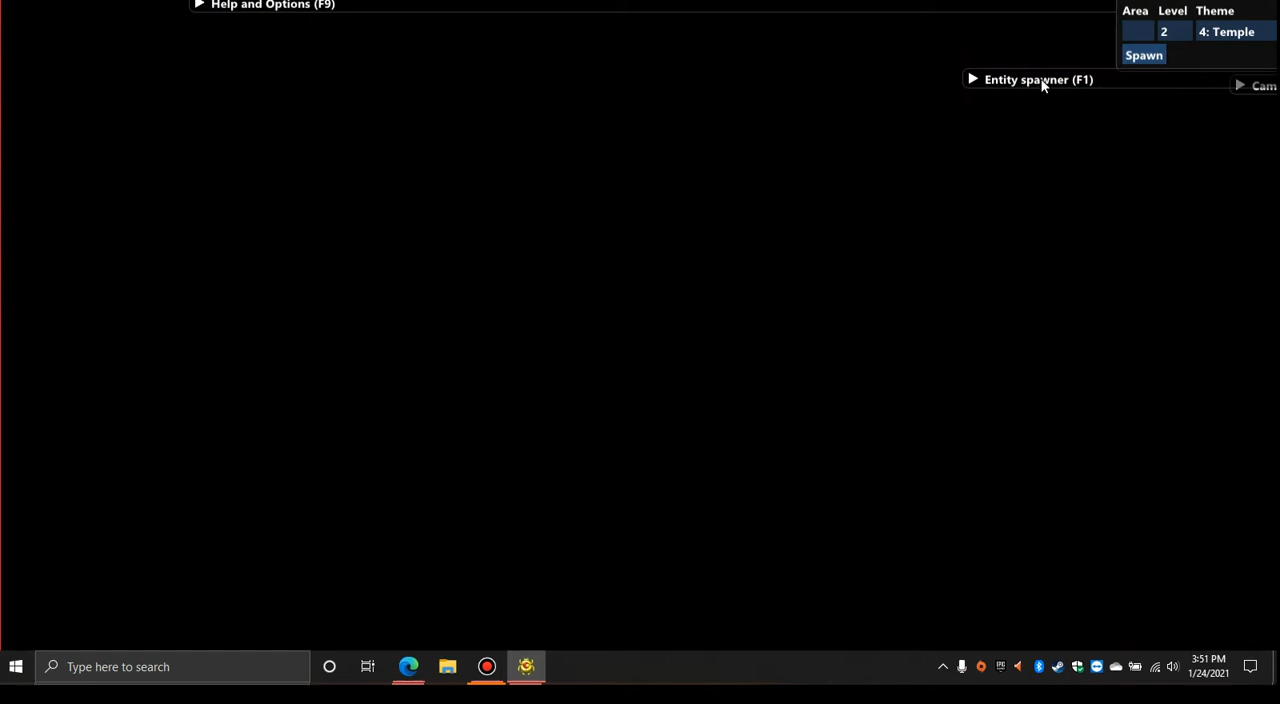 Help and Options (F9)
Area Level Theme
2 4: Temple
Spawn
Entity spawner (F1)
Cam
Type here to search
3:51 PM
1/24/2021